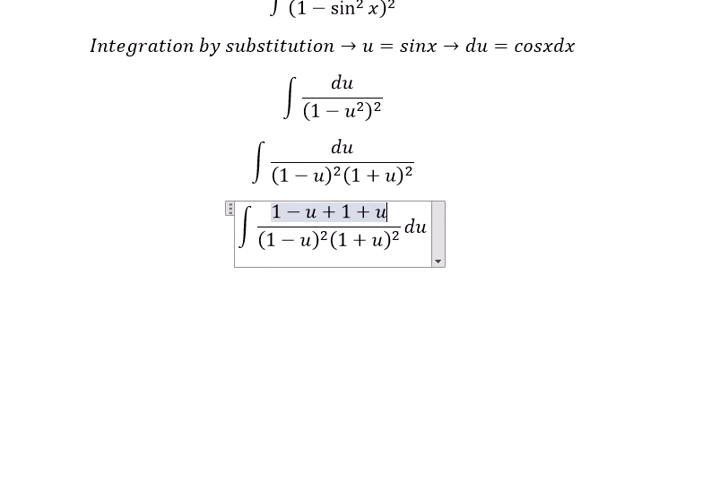 ∫ (1 − sin² x)²
Integration by substitution → u = sinx → du = cosxdx
∫ du / (1 − u²)²
∫ du / (1 − u)²(1 + u)²
∫ 1 − u + 1 + u / (1 − u)²(1 + u)² du